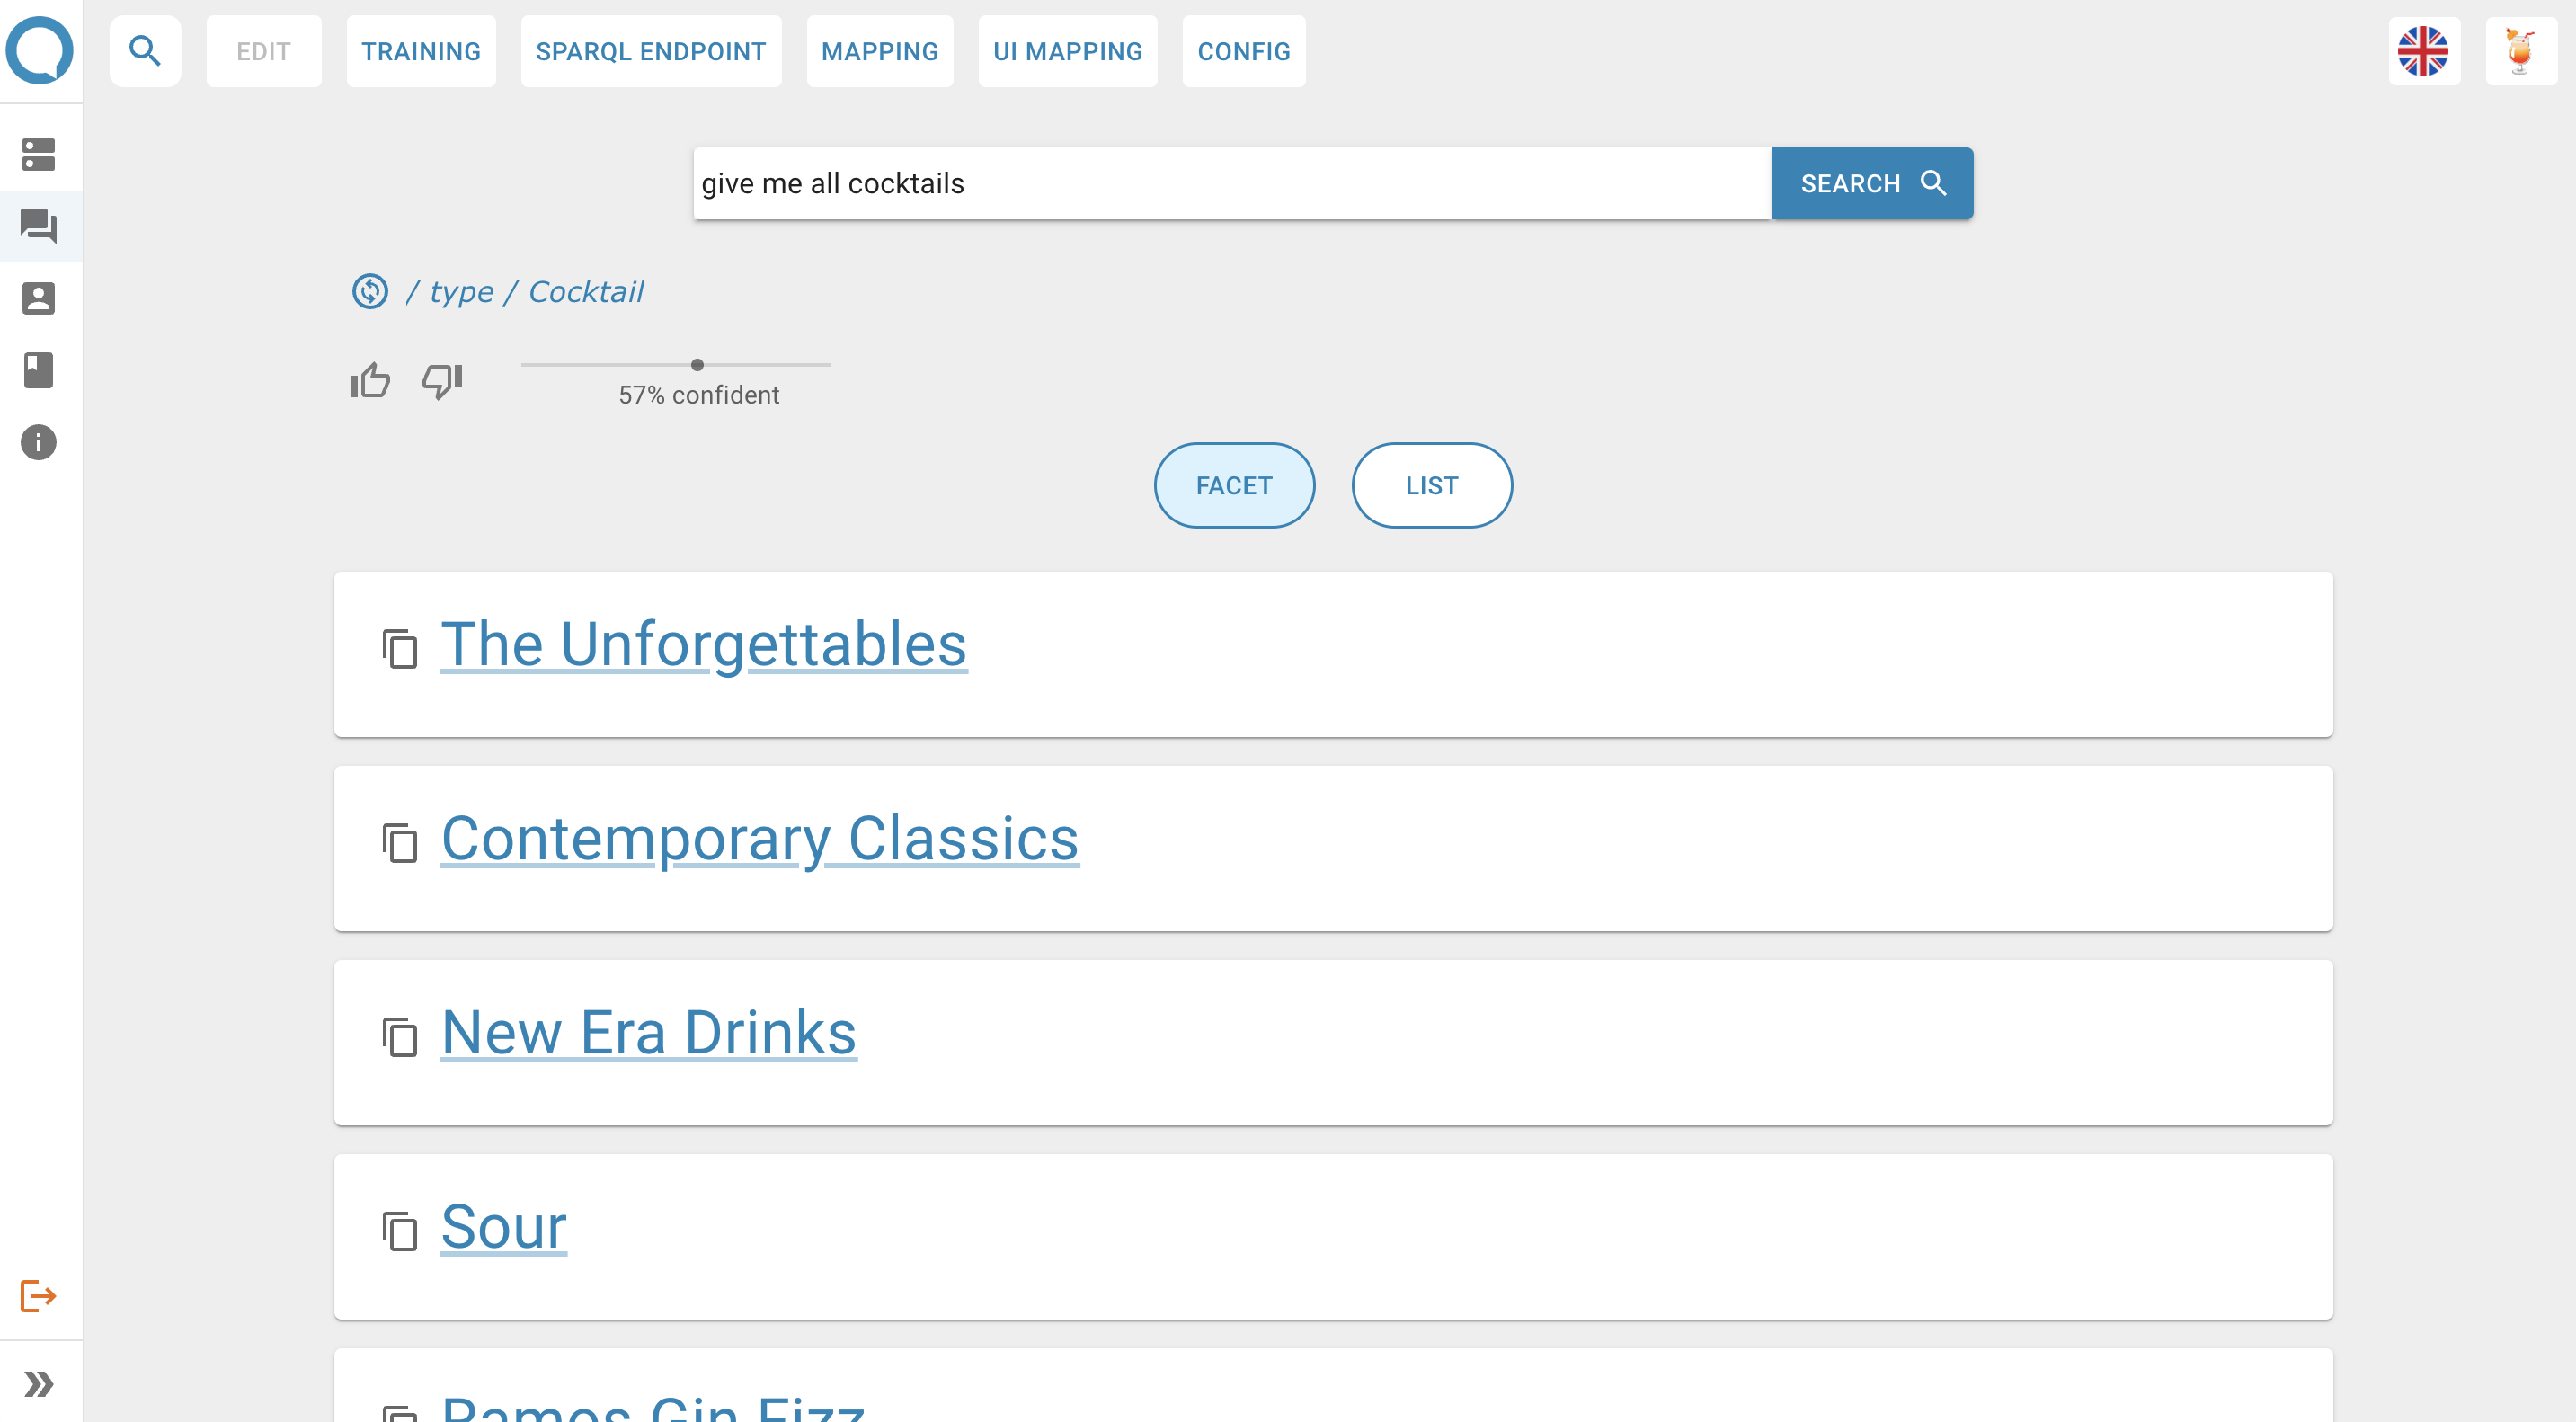 EDIT TRAINING SPARQL ENDPOINT MAPPING UI MAPPING CONFIG
give me all cocktails SEARCH
/ type / Cocktail
57% confident
FACET LIST
The Unforgettables
Contemporary Classics
New Era Drinks
Sour
Ramos Gin Fizz